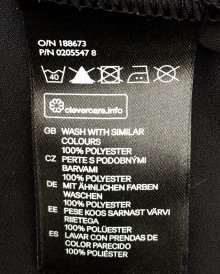 O/N 188673
P/N 0205547 8
40
clevercare.info
GB WASH WITH SIMILAR
COLOURS
100% POLYESTER
CZ PERTE S PODOBNÝMI
BARVAMI
100% POLYESTER
DE MIT ÄHNLICHEN FARBEN
WASCHEN
100% POLYESTER
EE PESE KOOS SARNAST VÄRVI
RIIETEGA
100% POLÜESTER
ES LAVAR CON PRENDAS DE
COLOR PARECIDO
100% POLIÉSTER